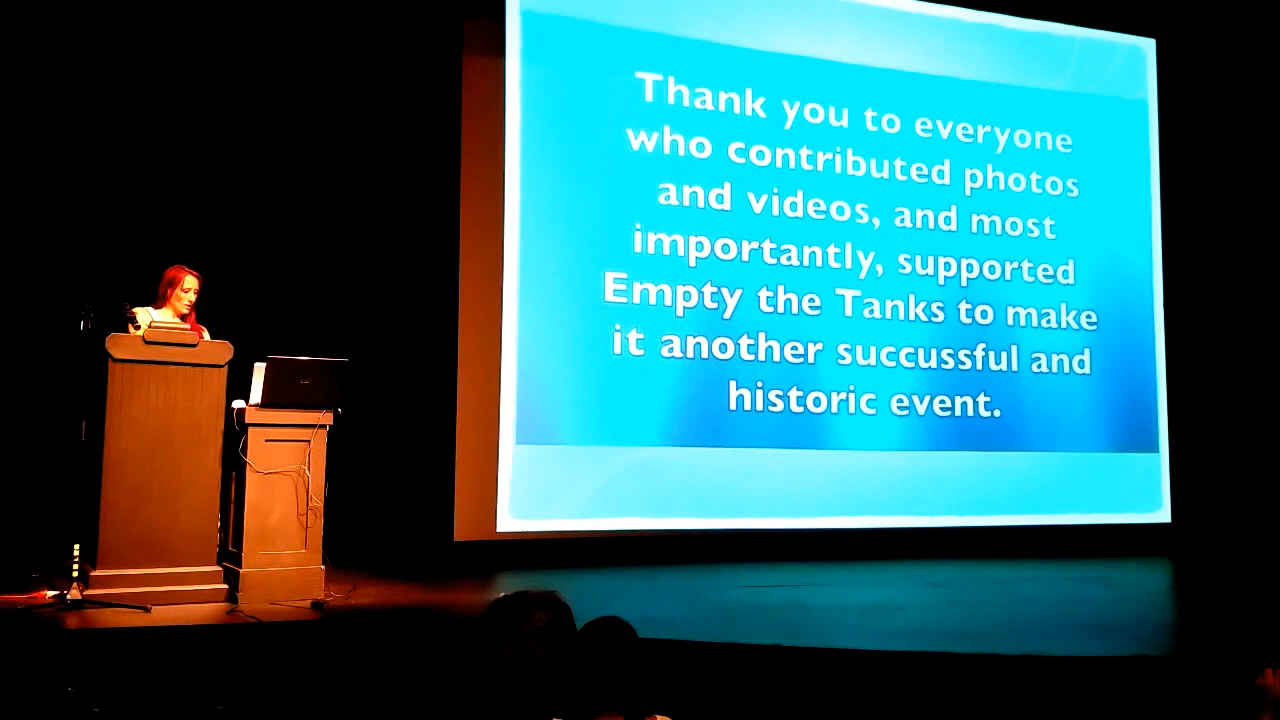 Thank you to everyone
who contributed photos
and videos, and most
importantly, supported
Empty the Tanks to make
it another succussful and
historic event.